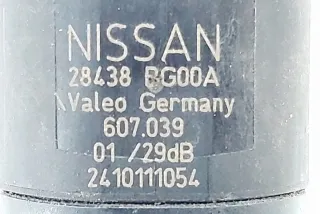 NISSAN
28438 BG00A
Valeo Germany
607.039
01 /29dB
2410111054